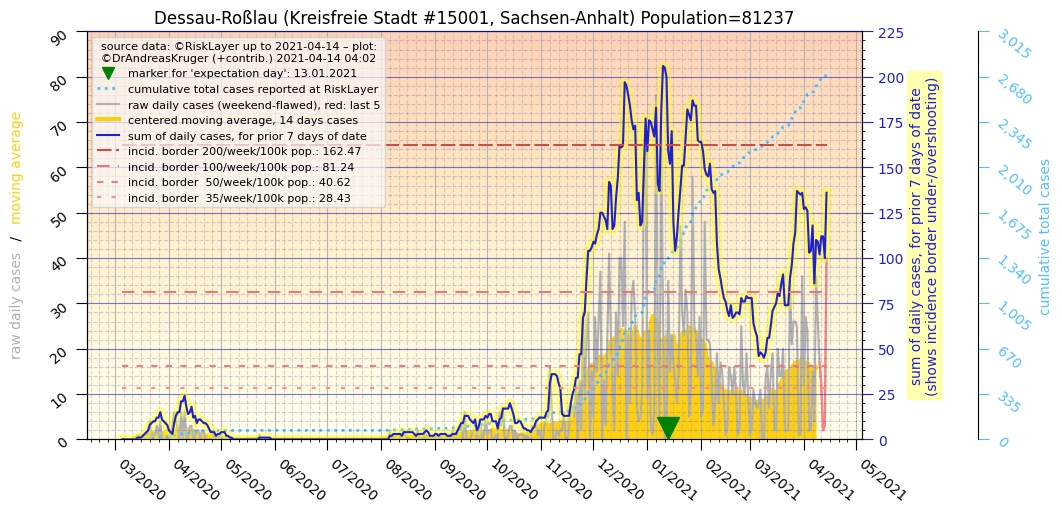 Dessau-Roßlau (Kreisfreie Stadt #15001, Sachsen-Anhalt) Population=81237
source data: ©RiskLayer up to 2021-04-14 – plot:
©DrAndreasKruger (+contrib.) 2021-04-14 04:02
marker for 'expectation day': 13.01.2021
cumulative total cases reported at RiskLayer
raw daily cases (weekend-flawed), red: last 5
centered moving average, 14 days cases
sum of daily cases, for prior 7 days of date
incid. border 200/week/100k pop.: 162.47
incid. border 100/week/100k pop.: 81.24
incid. border  50/week/100k pop.: 40.62
incid. border  35/week/100k pop.: 28.43
raw daily cases / moving average
90
80
70
60
50
40
30
20
10
0
225
200
175
150
125
100
75
50
25
0
sum of daily cases, for prior 7 days of date
(shows incidence border under-/overshooting)
3,015
2,680
2,345
2,010
1,675
1,340
1,005
670
335
0
cumulative total cases
03/2020
04/2020
05/2020
06/2020
07/2020
08/2020
09/2020
10/2020
11/2020
12/2020
01/2021
02/2021
03/2021
04/2021
05/2021